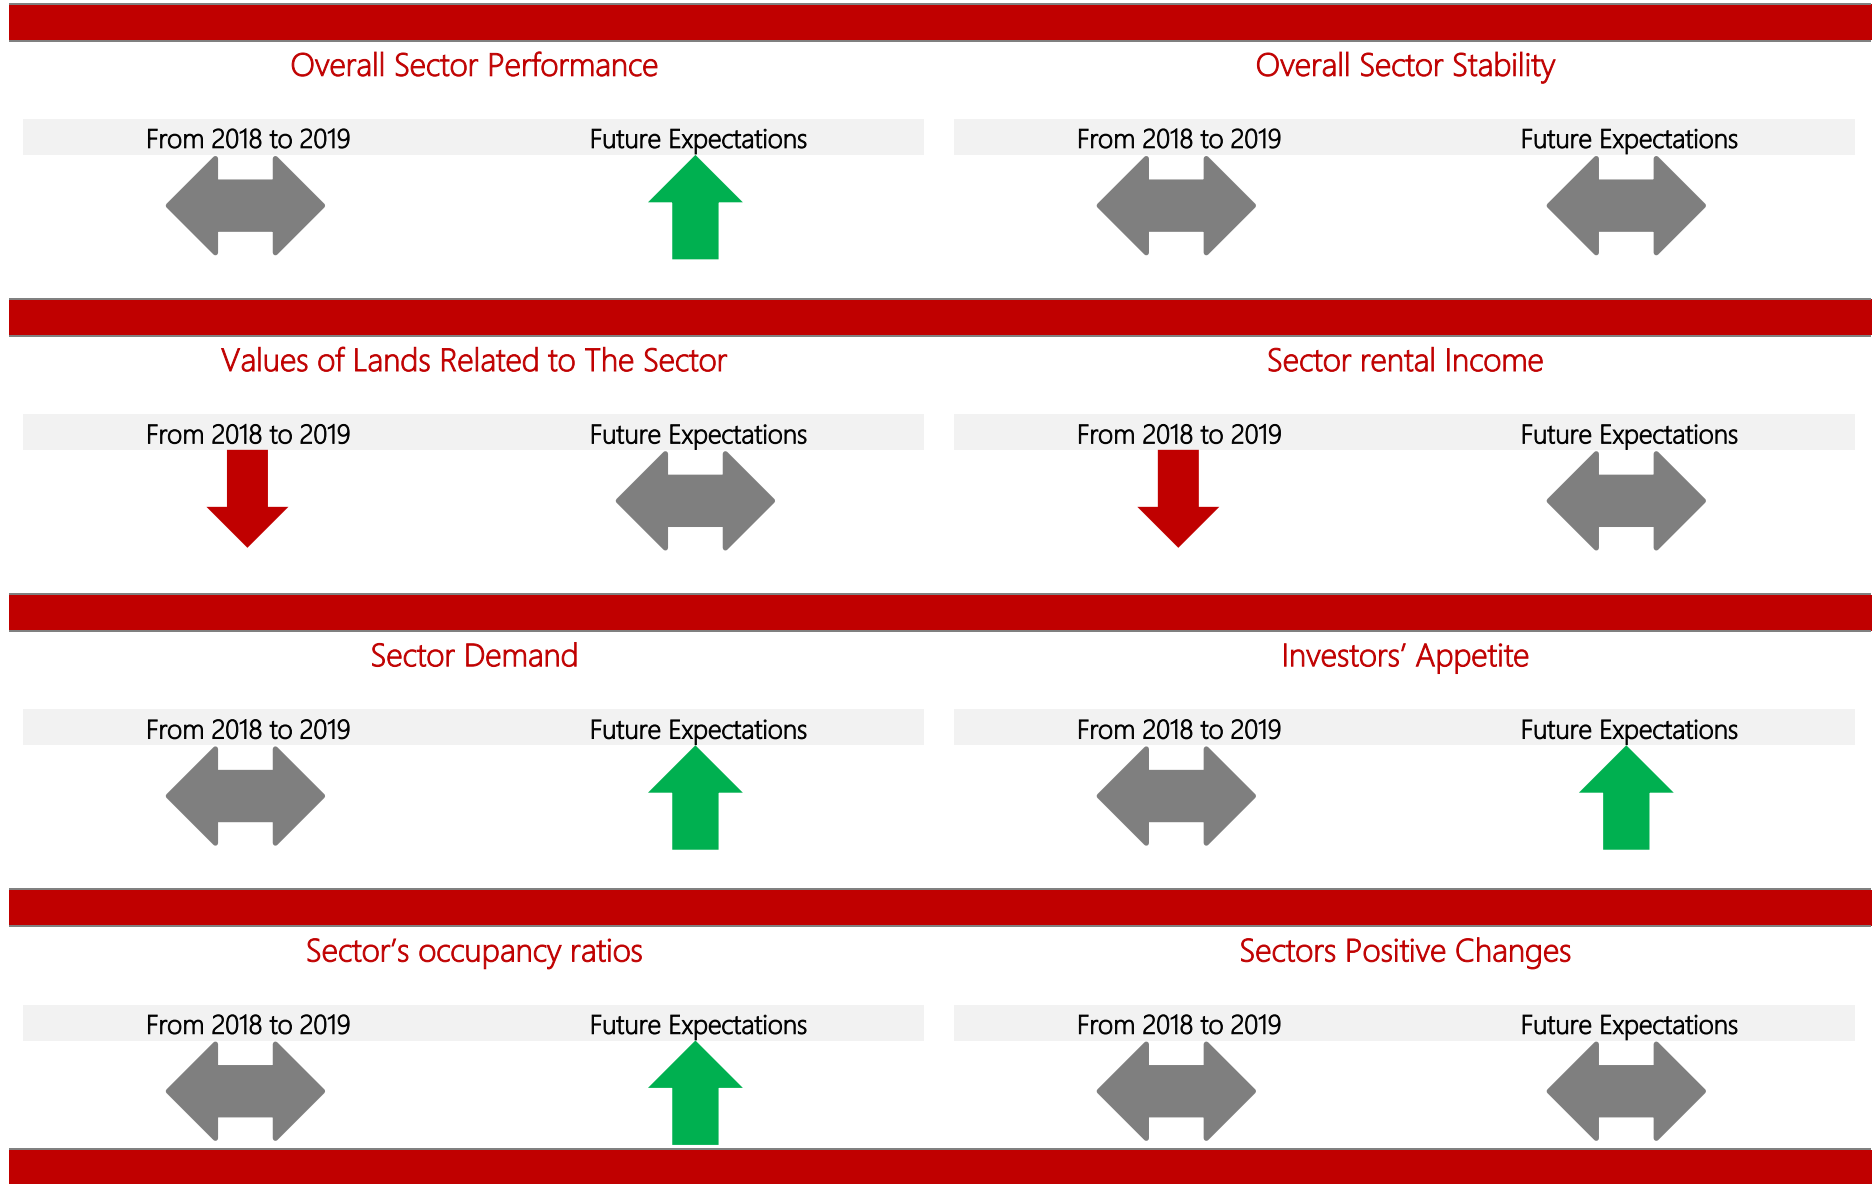 Overall Sector Performance
Overall Sector Stability
From 2018 to 2019
Future Expectations
From 2018 to 2019
Future Expectations
Values of Lands Related to The Sector
Sector rental Income
From 2018 to 2019
Future Expectations
From 2018 to 2019
Future Expectations
Sector Demand
Investors’ Appetite
From 2018 to 2019
Future Expectations
From 2018 to 2019
Future Expectations
Sector’s occupancy ratios
Sectors Positive Changes
From 2018 to 2019
Future Expectations
From 2018 to 2019
Future Expectations